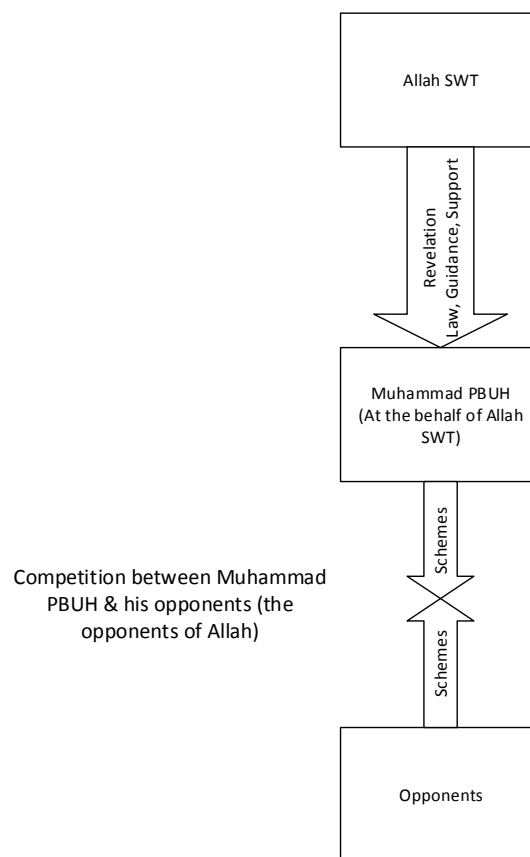 Allah SWT
Revelation
Law, Guidance, Support
Muhammad PBUH
(At the behalf of Allah
SWT)
Schemes
Competition between Muhammad
PBUH & his opponents (the
opponents of Allah)
Schemes
Opponents